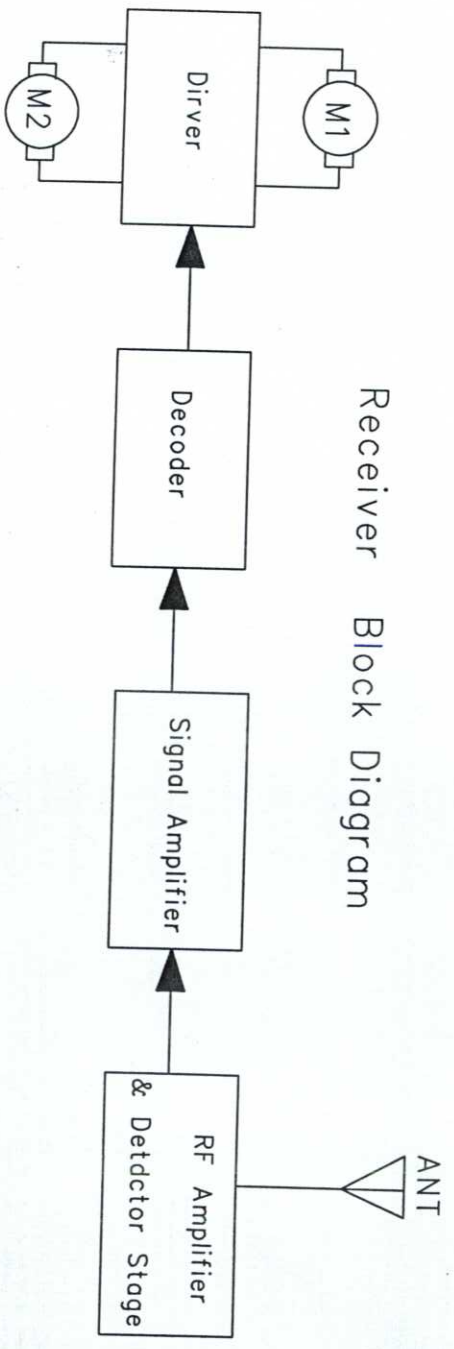 Receiver Block Diagram
ANT
M1
Dirver
M2
Decoder
Signal Amplifier
RF Amplifier
& Detdctor Stage